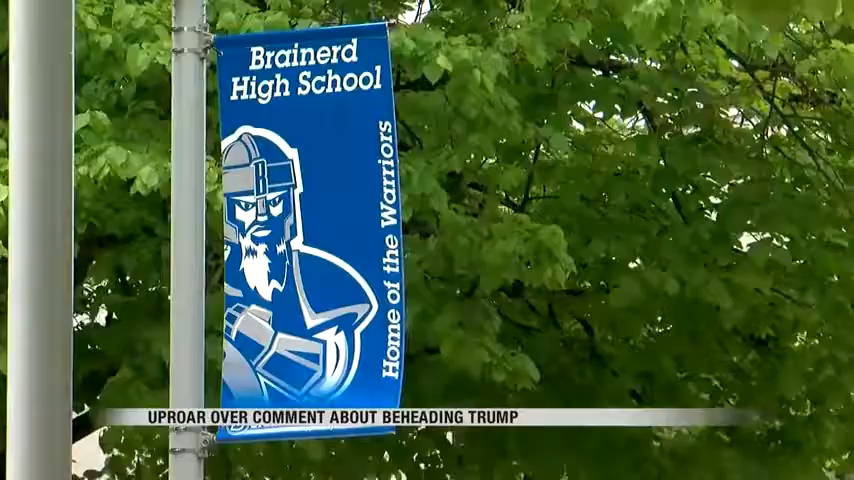 Brainerd
High School
Home of the Warriors
B
UPROAR OVER COMMENT ABOUT BEHEADING TRUMP